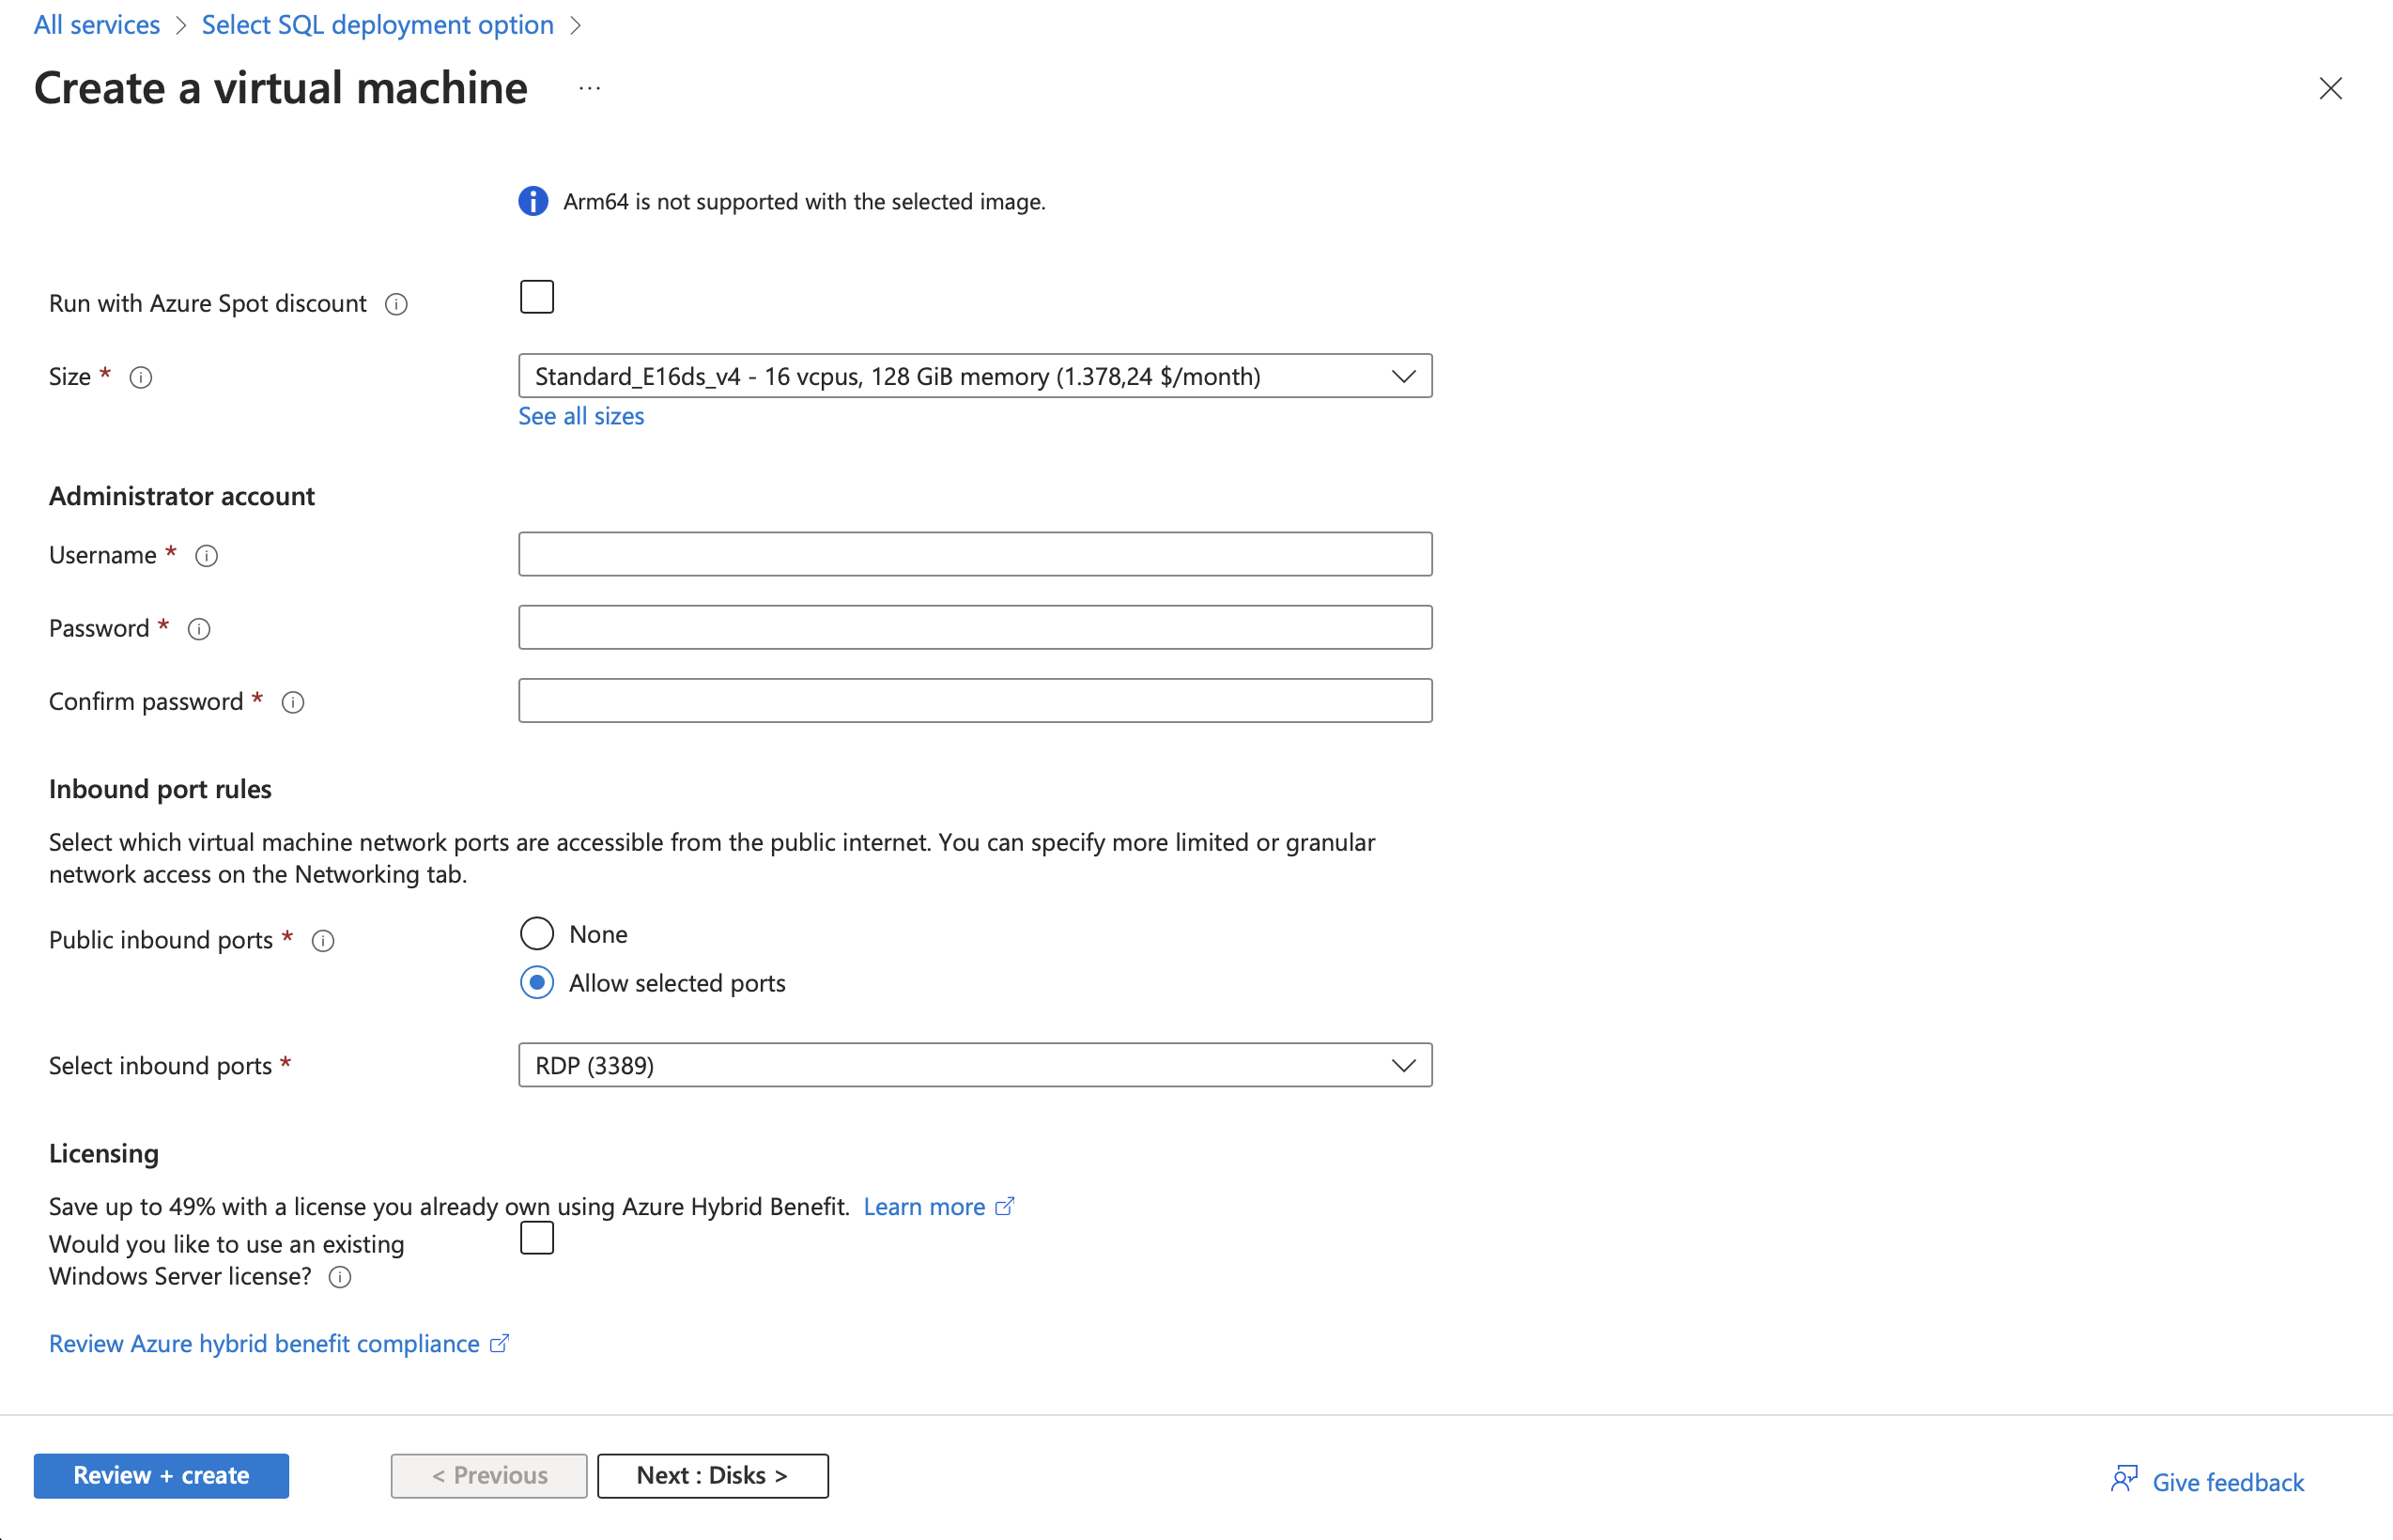 All services > Select SQL deployment option >
Create a virtual machine ...
Arm64 is not supported with the selected image.
Run with Azure Spot discount
Size *
Standard_E16ds_v4 - 16 vcpus, 128 GiB memory (1.378,24 $/month)
See all sizes
Administrator account
Username *
Password *
Confirm password *
Inbound port rules
Select which virtual machine network ports are accessible from the public internet. You can specify more limited or granular
network access on the Networking tab.
Public inbound ports *
None
Allow selected ports
Select inbound ports *
RDP (3389)
Licensing
Save up to 49% with a license you already own using Azure Hybrid Benefit. Learn more
Would you like to use an existing
Windows Server license?
Review Azure hybrid benefit compliance
Review + create
< Previous
Next : Disks >
Give feedback